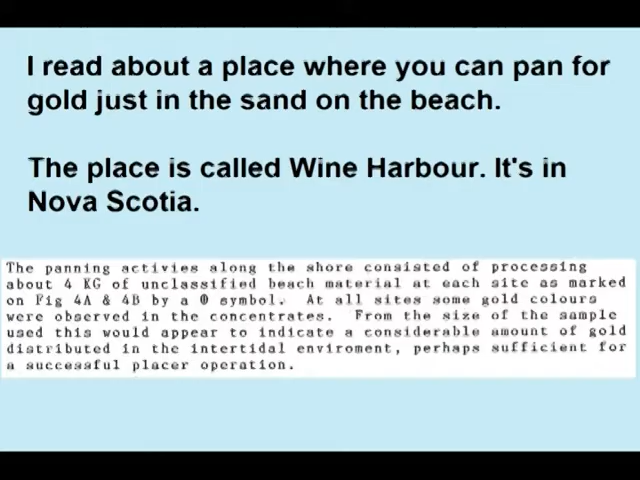 I read about a place where you can pan for
gold just in the sand on the beach.
The place is called Wine Harbour. It's in
Nova Scotia.
The panning activies along the shore consisted of processing
about 4 KG of unclassified beach material at each site as marked
on Fig 4A & 4B by a Φ symbol. At all sites some gold colours
were observed in the concentrates. From the size of the sample
used this would appear to indicate a considerable amount of gold
distributed in the intertidal enviroment, perhaps sufficient for
a successful placer operation.